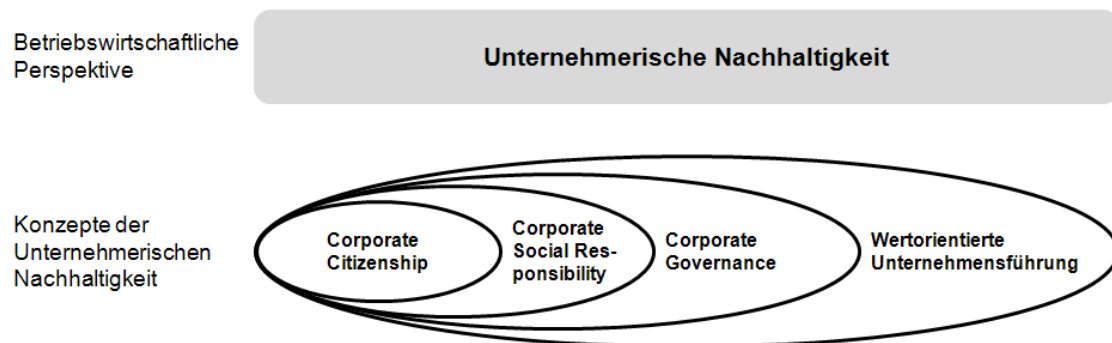 Betriebswirtschaftliche
Perspektive
Unternehmerische Nachhaltigkeit
Konzepte der
Unternehmerischen
Nachhaltigkeit
Corporate
Citizenship
Corporate
Social Res-
ponsibility
Corporate
Governance
Wertorientierte
Unternehmensführung